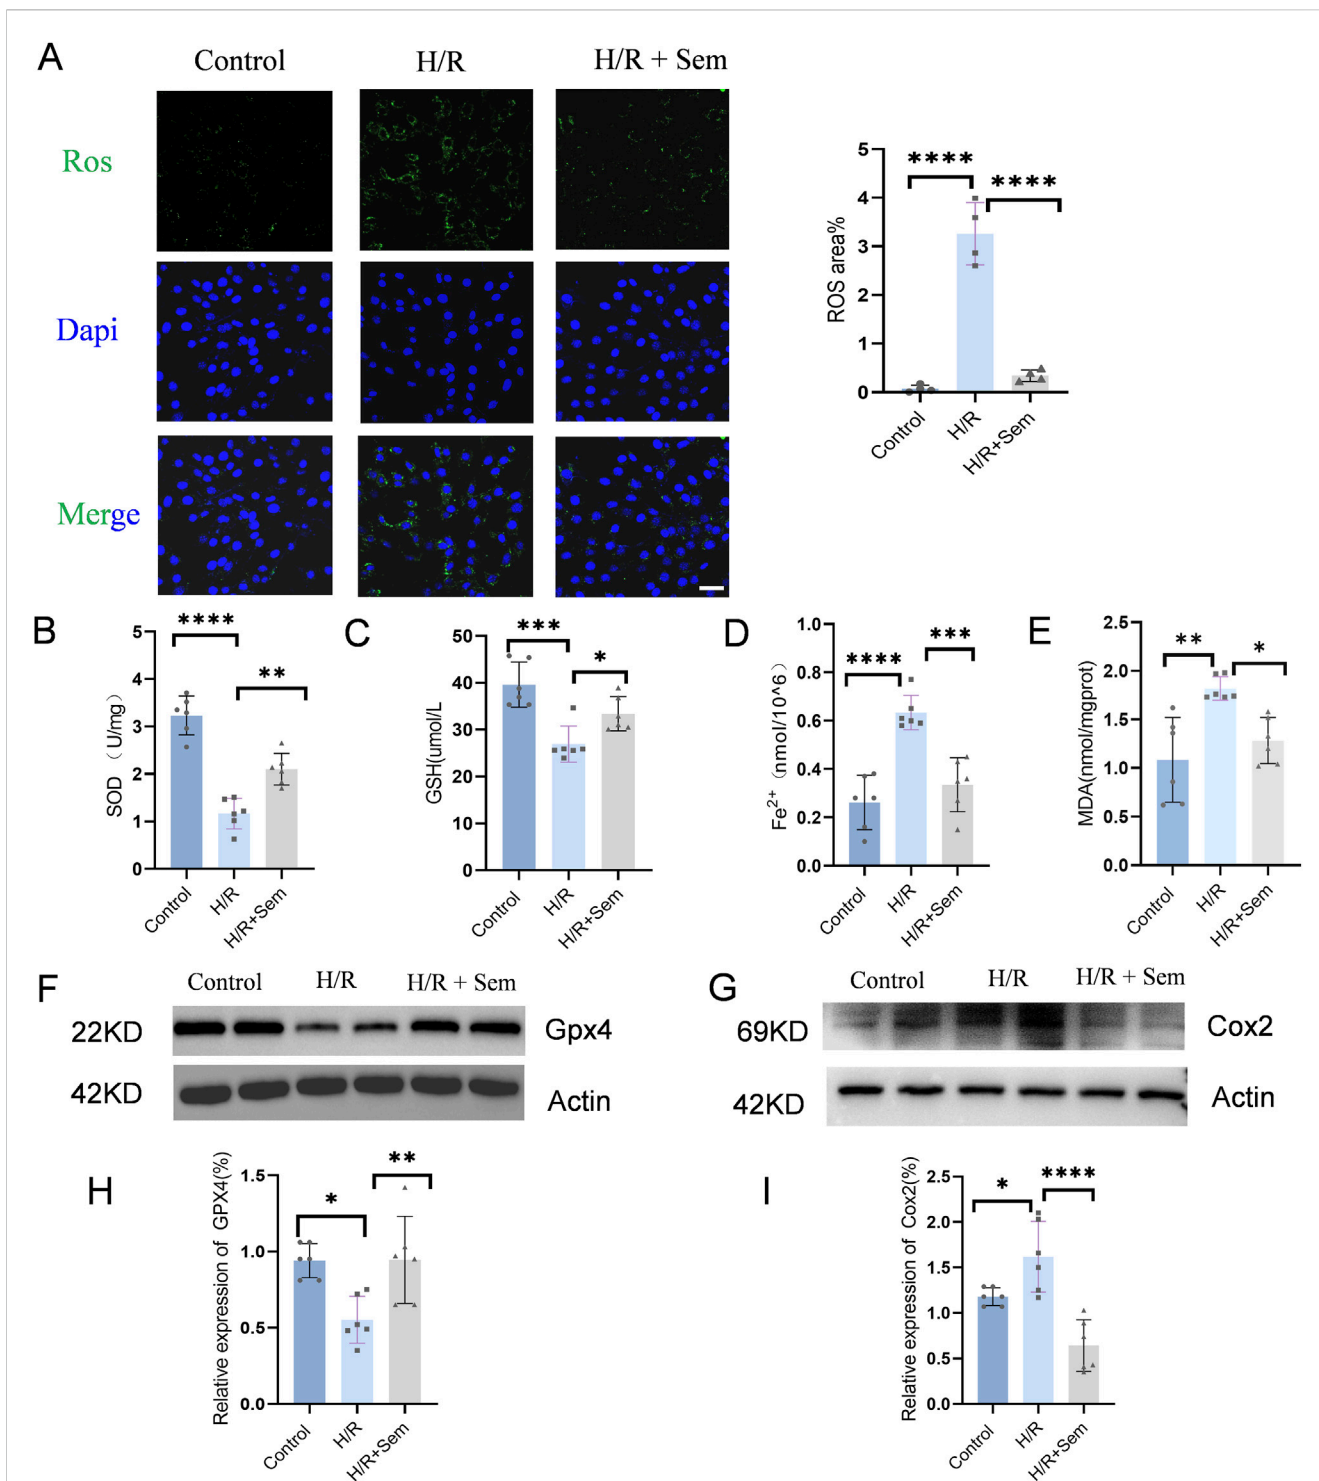 A
Control
H/R
H/R + Sem
Ros
Dapi
Merge
5
4
3
2
1
0
ROS area%
****
****
Control
H/R
H/R+Sem
B
5
4
3
2
1
0
SOD （ U/mg）
****
**
Control
H/R
H/R+Sem
C
50
40
30
20
10
0
GSH(umol/L
***
*
Control
H/R
H/R+Sem
D
1.0
0.8
0.6
0.4
0.2
0.0
Fe2+ （nmol/10^6）
****
***
Control
H/R
H/R+Sem
E
2.5
2.0
1.5
1.0
0.5
0.0
MDA(nmol/mgprot)
**
*
Control
H/R
H/R+Sem
F
Control
H/R
H/R + Sem
22KD
Gpx4
42KD
Actin
G
Control
H/R
H/R + Sem
69KD
Cox2
42KD
Actin
H
1.5
1.0
0.5
0.0
Relative expression of GPX4(%)
*
**
Control
H/R
H/R+Sem
I
2.5
2.0
1.5
1.0
0.5
0.0
Relative expression of Cox2(%)
*
****
Control
H/R
H/R+Sem